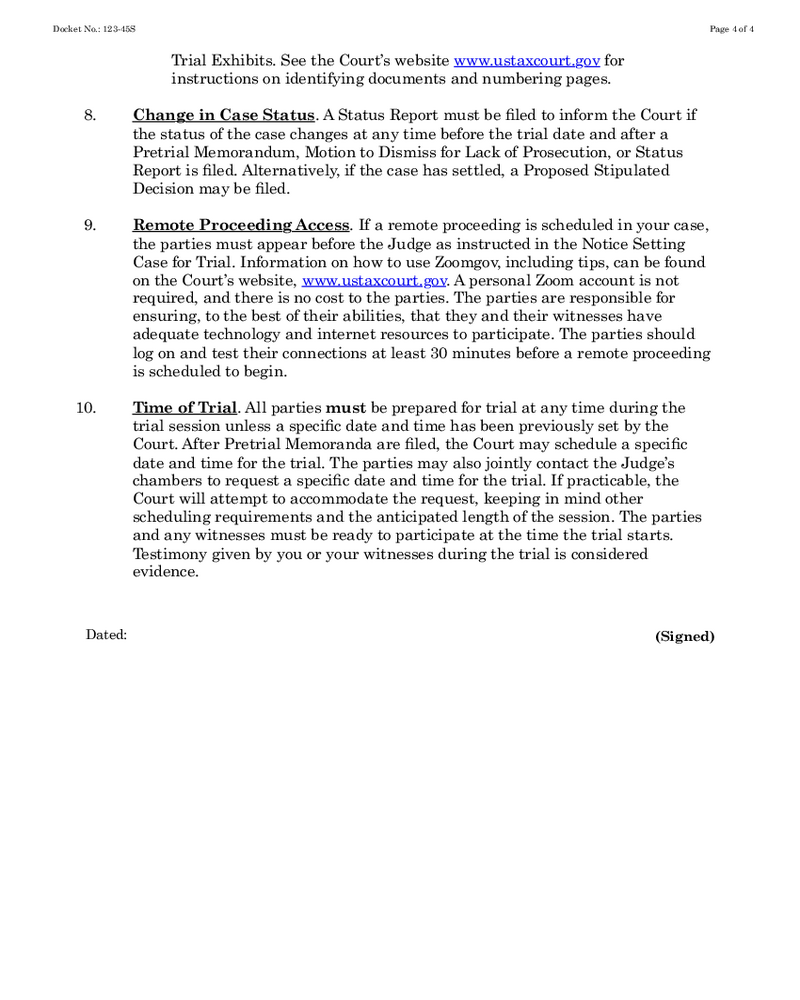 Docket No.: 123-45S
Page 4 of 4
Trial Exhibits. See the Court's website www.ustaxcourt.gov for
instructions on identifying documents and numbering pages.
8. Change in Case Status. A Status Report must be filed to inform the Court if
the status of the case changes at any time before the trial date and after a
Pretrial Memorandum, Motion to Dismiss for Lack of Prosecution, or Status
Report is filed. Alternatively, if the case has settled, a Proposed Stipulated
Decision may be filed.
9. Remote Proceeding Access. If a remote proceeding is scheduled in your case,
the parties must appear before the Judge as instructed in the Notice Setting
Case for Trial. Information on how to use Zoomgov, including tips, can be found
on the Court's website, www.ustaxcourt.gov. A personal Zoom account is not
required, and there is no cost to the parties. The parties are responsible for
ensuring, to the best of their abilities, that they and their witnesses have
adequate technology and internet resources to participate. The parties should
log on and test their connections at least 30 minutes before a remote proceeding
is scheduled to begin.
10. Time of Trial. All parties must be prepared for trial at any time during the
trial session unless a specific date and time has been previously set by the
Court. After Pretrial Memoranda are filed, the Court may schedule a specific
date and time for the trial. The parties may also jointly contact the Judge's
chambers to request a specific date and time for the trial. If practicable, the
Court will attempt to accommodate the request, keeping in mind other
scheduling requirements and the anticipated length of the session. The parties
and any witnesses must be ready to participate at the time the trial starts.
Testimony given by you or your witnesses during the trial is considered
evidence.
Dated:
(Signed)